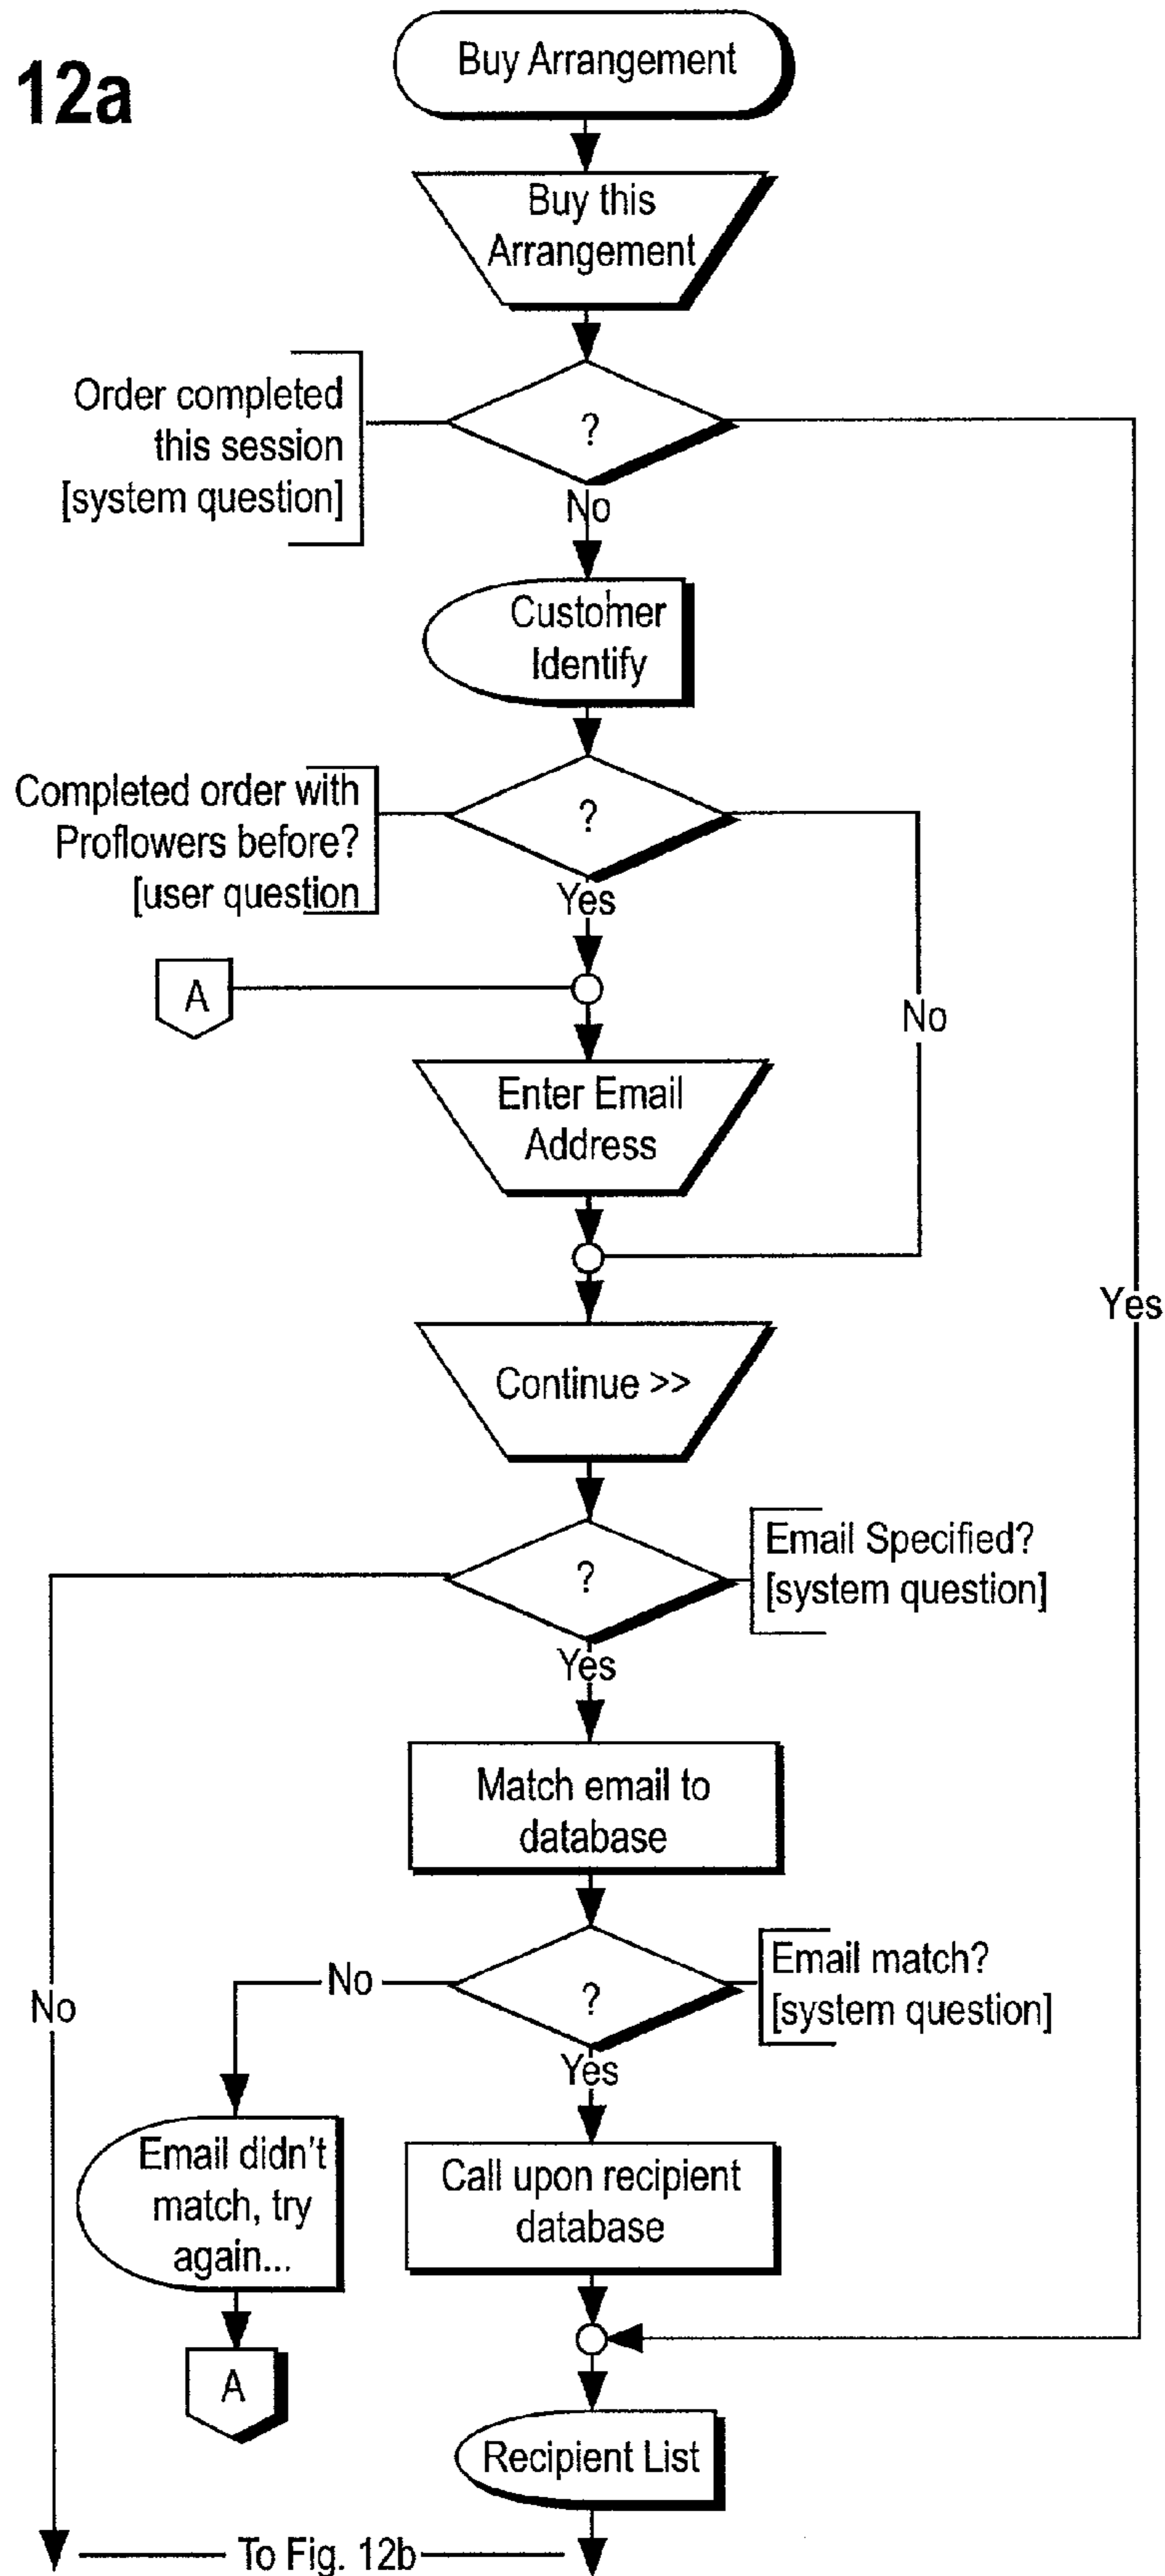 12a
Buy Arrangement
Buy this
Arrangement
Order completed
this session
[system question]
?
No
Customer
Identify
Completed order with
Proflowers before?
[user question
?
Yes
A
No
Enter Email
Address
Yes
Continue >>
Email Specified?
[system question]
?
Yes
Match email to
database
No
No
?
Email match?
[system question]
Yes
Email didn't
match, try
again...
Call upon recipient
database
A
Recipient List
To Fig. 12b